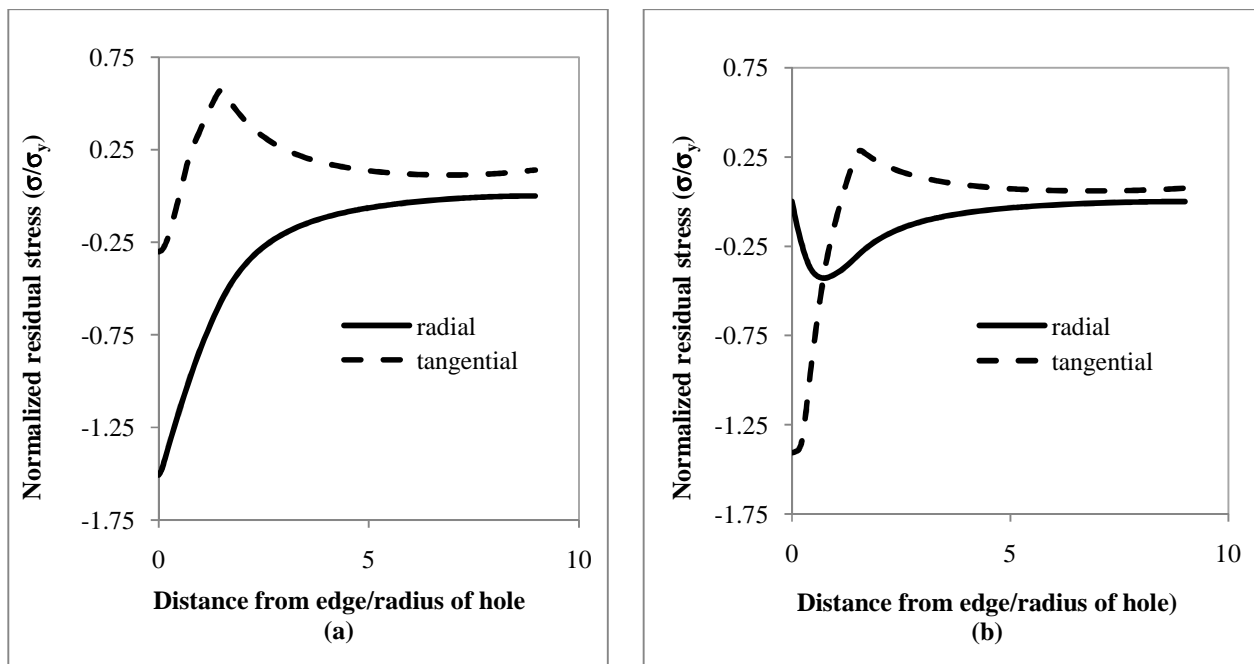 0.75
0.25
-0.25
-0.75
-1.25
-1.75
Normalized residual stress (σ/σy)
radial
tangential
0 5 10
Distance from edge/radius of hole
(a)
0.75
0.25
-0.25
-0.75
-1.25
-1.75
Normalized residual stress (σ/σy)
radial
tangential
0 5 10
Distance from edge/radius of hole)
(b)